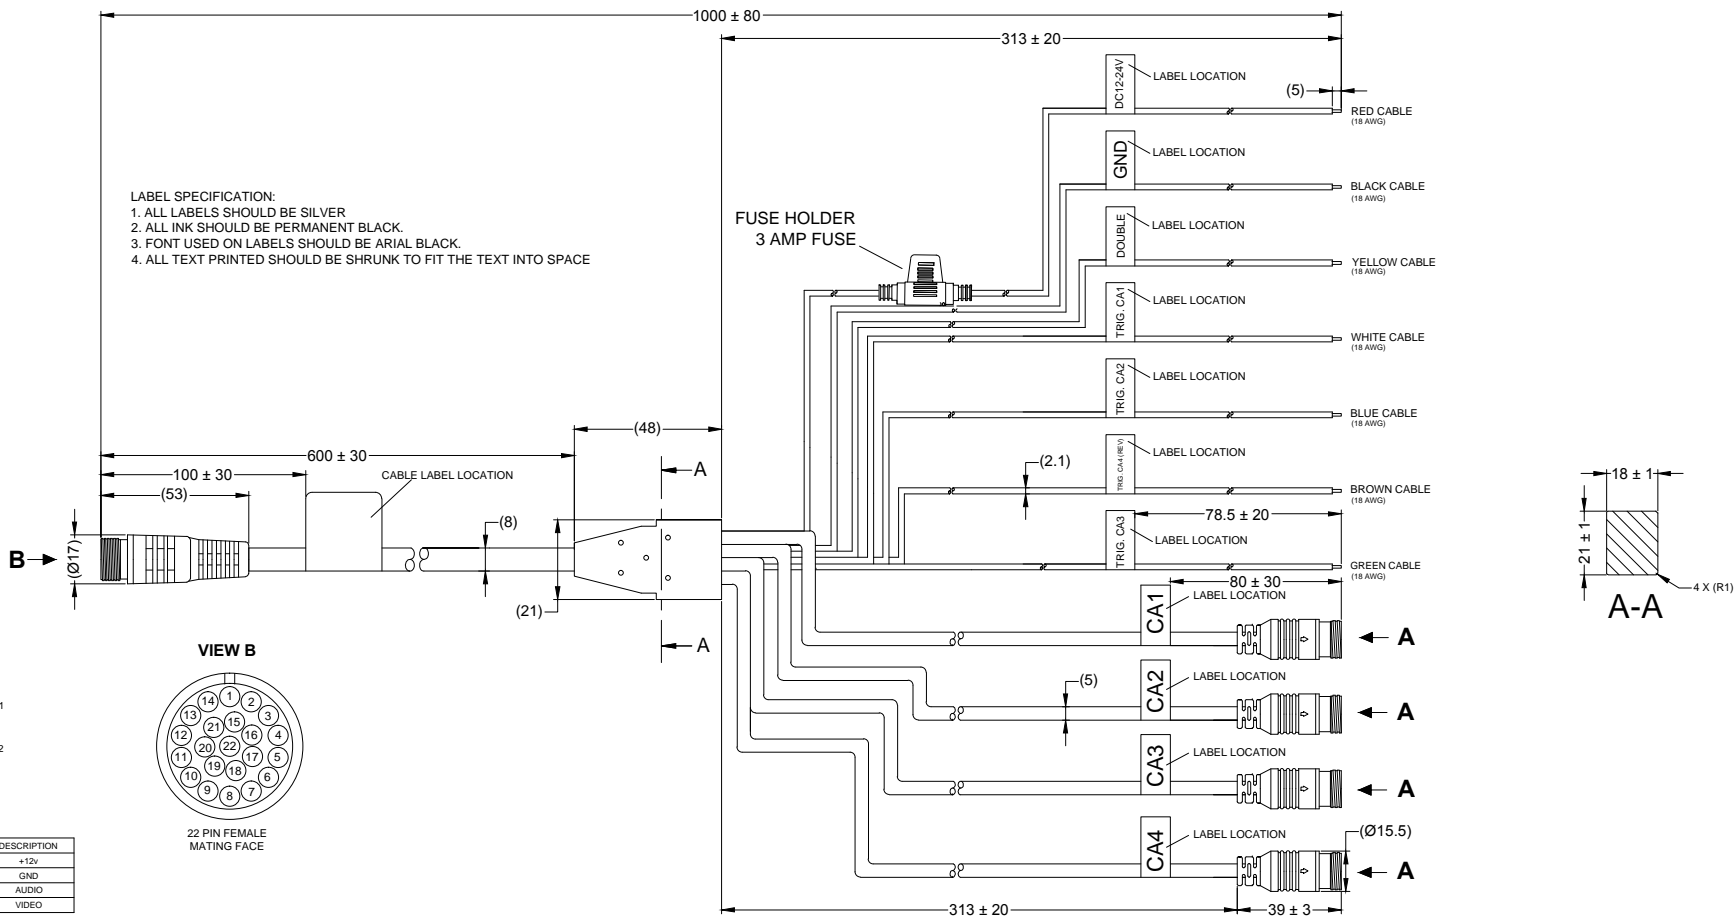 1000 ± 80
313 ± 20
DC12-24V
LABEL LOCATION
(5)
RED CABLE
(18 AWG)
GND
LABEL LOCATION
BLACK CABLE
(18 AWG)
LABEL SPECIFICATION:
1. ALL LABELS SHOULD BE SILVER
2. ALL INK SHOULD BE PERMANENT BLACK.
3. FONT USED ON LABELS SHOULD BE ARIAL BLACK.
4. ALL TEXT PRINTED SHOULD BE SHRUNK TO FIT THE TEXT INTO SPACE
FUSE HOLDER
3 AMP FUSE
DOUBLE
LABEL LOCATION
YELLOW CABLE
(18 AWG)
TRIG. CA1
LABEL LOCATION
WHITE CABLE
(18 AWG)
TRIG. CA2
LABEL LOCATION
BLUE CABLE
(18 AWG)
(48)
600 ± 30
100 ± 30
CABLE LABEL LOCATION
(53)
A
(2.1)
TRIG. CA4 (REV)
LABEL LOCATION
BROWN CABLE
(18 AWG)
18 ± 1
21 ± 1
4 X (R1)
A-A
78.5 ± 20
TRIG. CA3
LABEL LOCATION
GREEN CABLE
(18 AWG)
B
(Ø17)
(8)
(21)
A
80 ± 30
CA1
LABEL LOCATION
A
CA2
LABEL LOCATION
(5)
A
CA3
LABEL LOCATION
A
CA4
LABEL LOCATION
(Ø15.5)
A
313 ± 20
39 ± 3
VIEW B
1
2
3
4
5
6
7
8
9
10
11
12
13
14
15
16
17
18
19
20
21
22
22 PIN FEMALE
MATING FACE
1
2
DESCRIPTION
+12v
GND
AUDIO
VIDEO